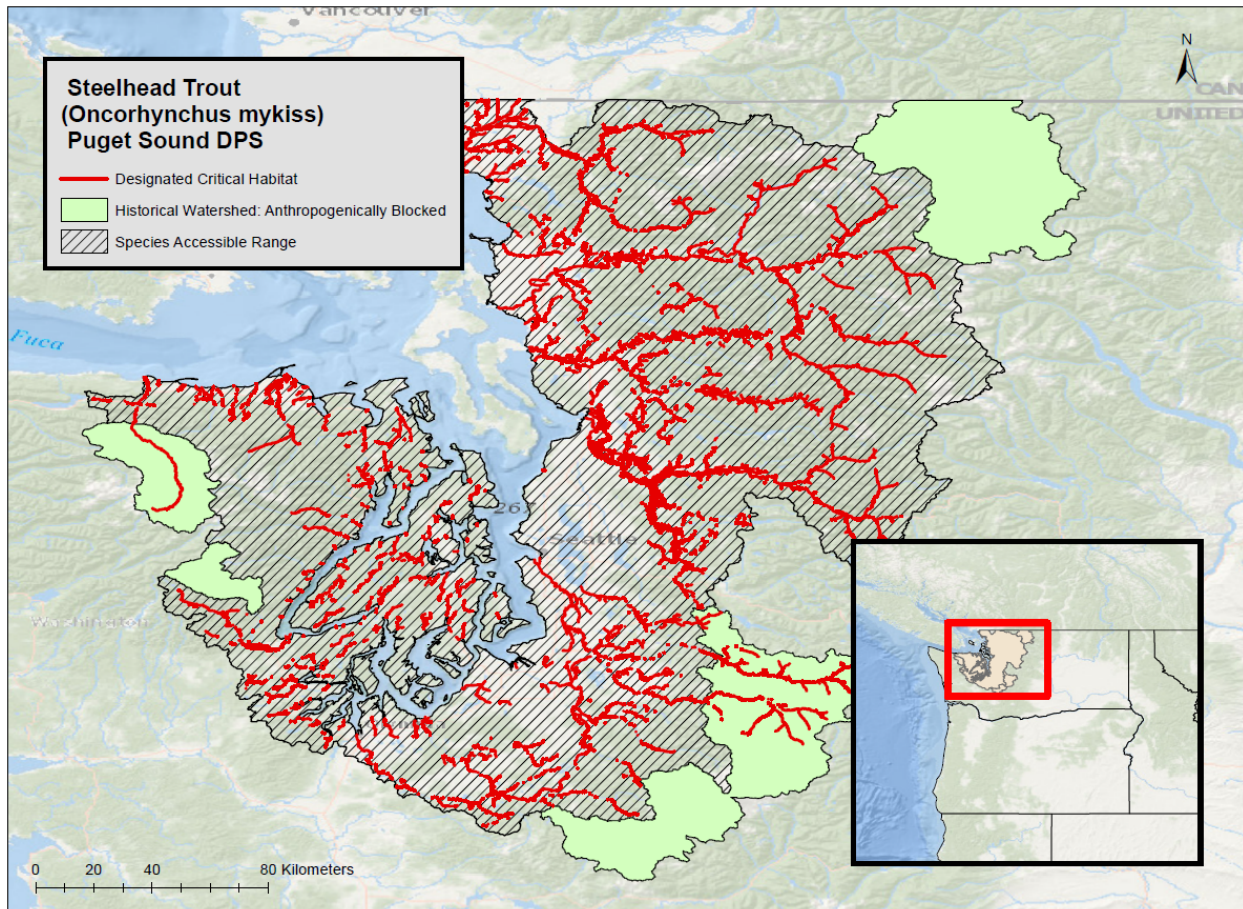 Vancouver
N
CAN
UNITED
Steelhead Trout
(Oncorhynchus mykiss)
Puget Sound DPS
Designated Critical Habitat
Historical Watershed: Anthropogenically Blocked
Species Accessible Range
Fuca
267
Seattle
Washington
0 20 40 80 Kilometers